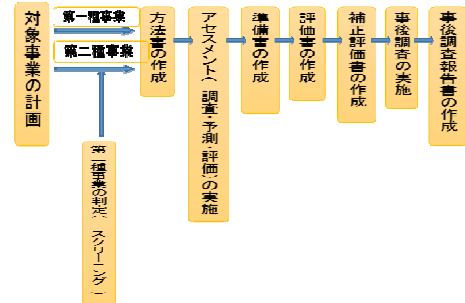 対象事業の計画
第一種事業
第二種事業
方法書の作成
アセスメント(調査・予測・評価)の実施
準備書の作成
評価書の作成
補正評価書の作成
事後調査の実施
事後調査報告書の作成
第二種事業の判定(スクリーニング)